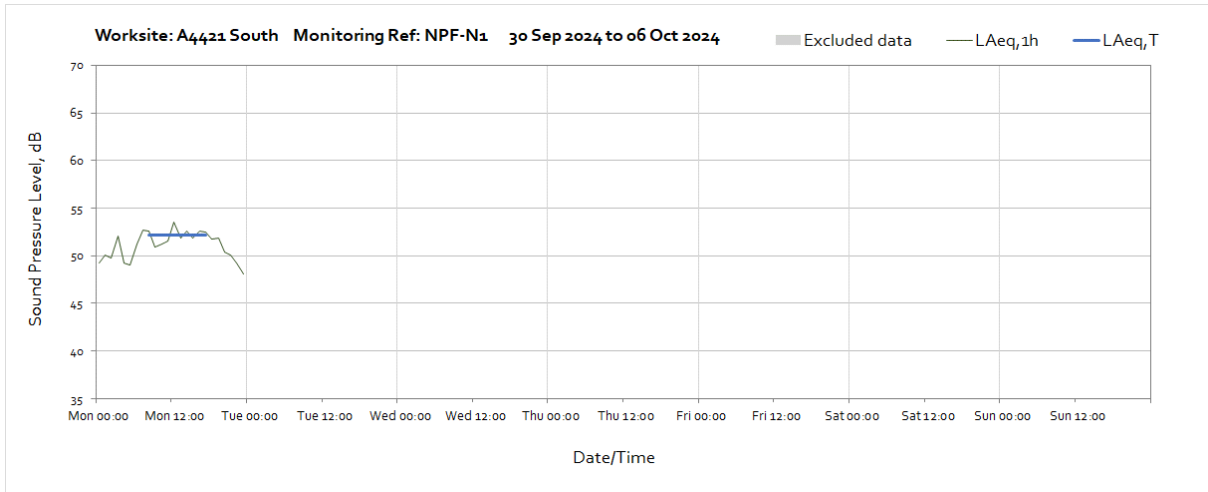 Worksite: A4421 South Monitoring Ref: NPF-N1 30 Sep 2024 to 06 Oct 2024
Excluded data LAeq,1h LAeq,T
70
65
60
55
50
45
40
35
Sound Pressure Level, dB
Mon 00:00 Mon 12:00 Tue 00:00 Tue 12:00 Wed 00:00 Wed 12:00 Thu 00:00 Thu 12:00 Fri 00:00 Fri 12:00 Sat 00:00 Sat 12:00 Sun 00:00 Sun 12:00
Date/Time